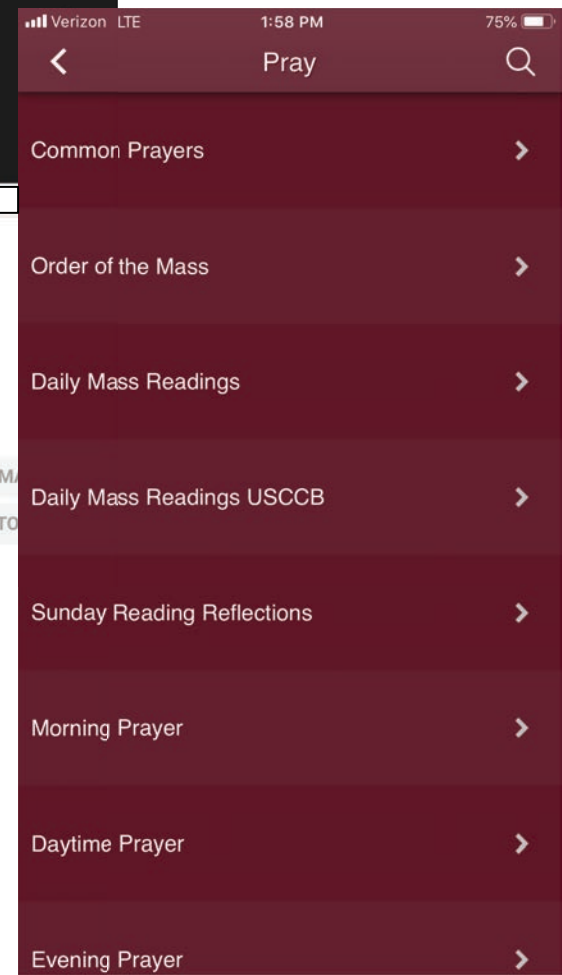 Verizon LTE 1:58 PM 75%
Pray
Common Prayers
Order of the Mass
Daily Mass Readings
Daily Mass Readings USCCB
Sunday Reading Reflections
Morning Prayer
Daytime Prayer
Evening Prayer